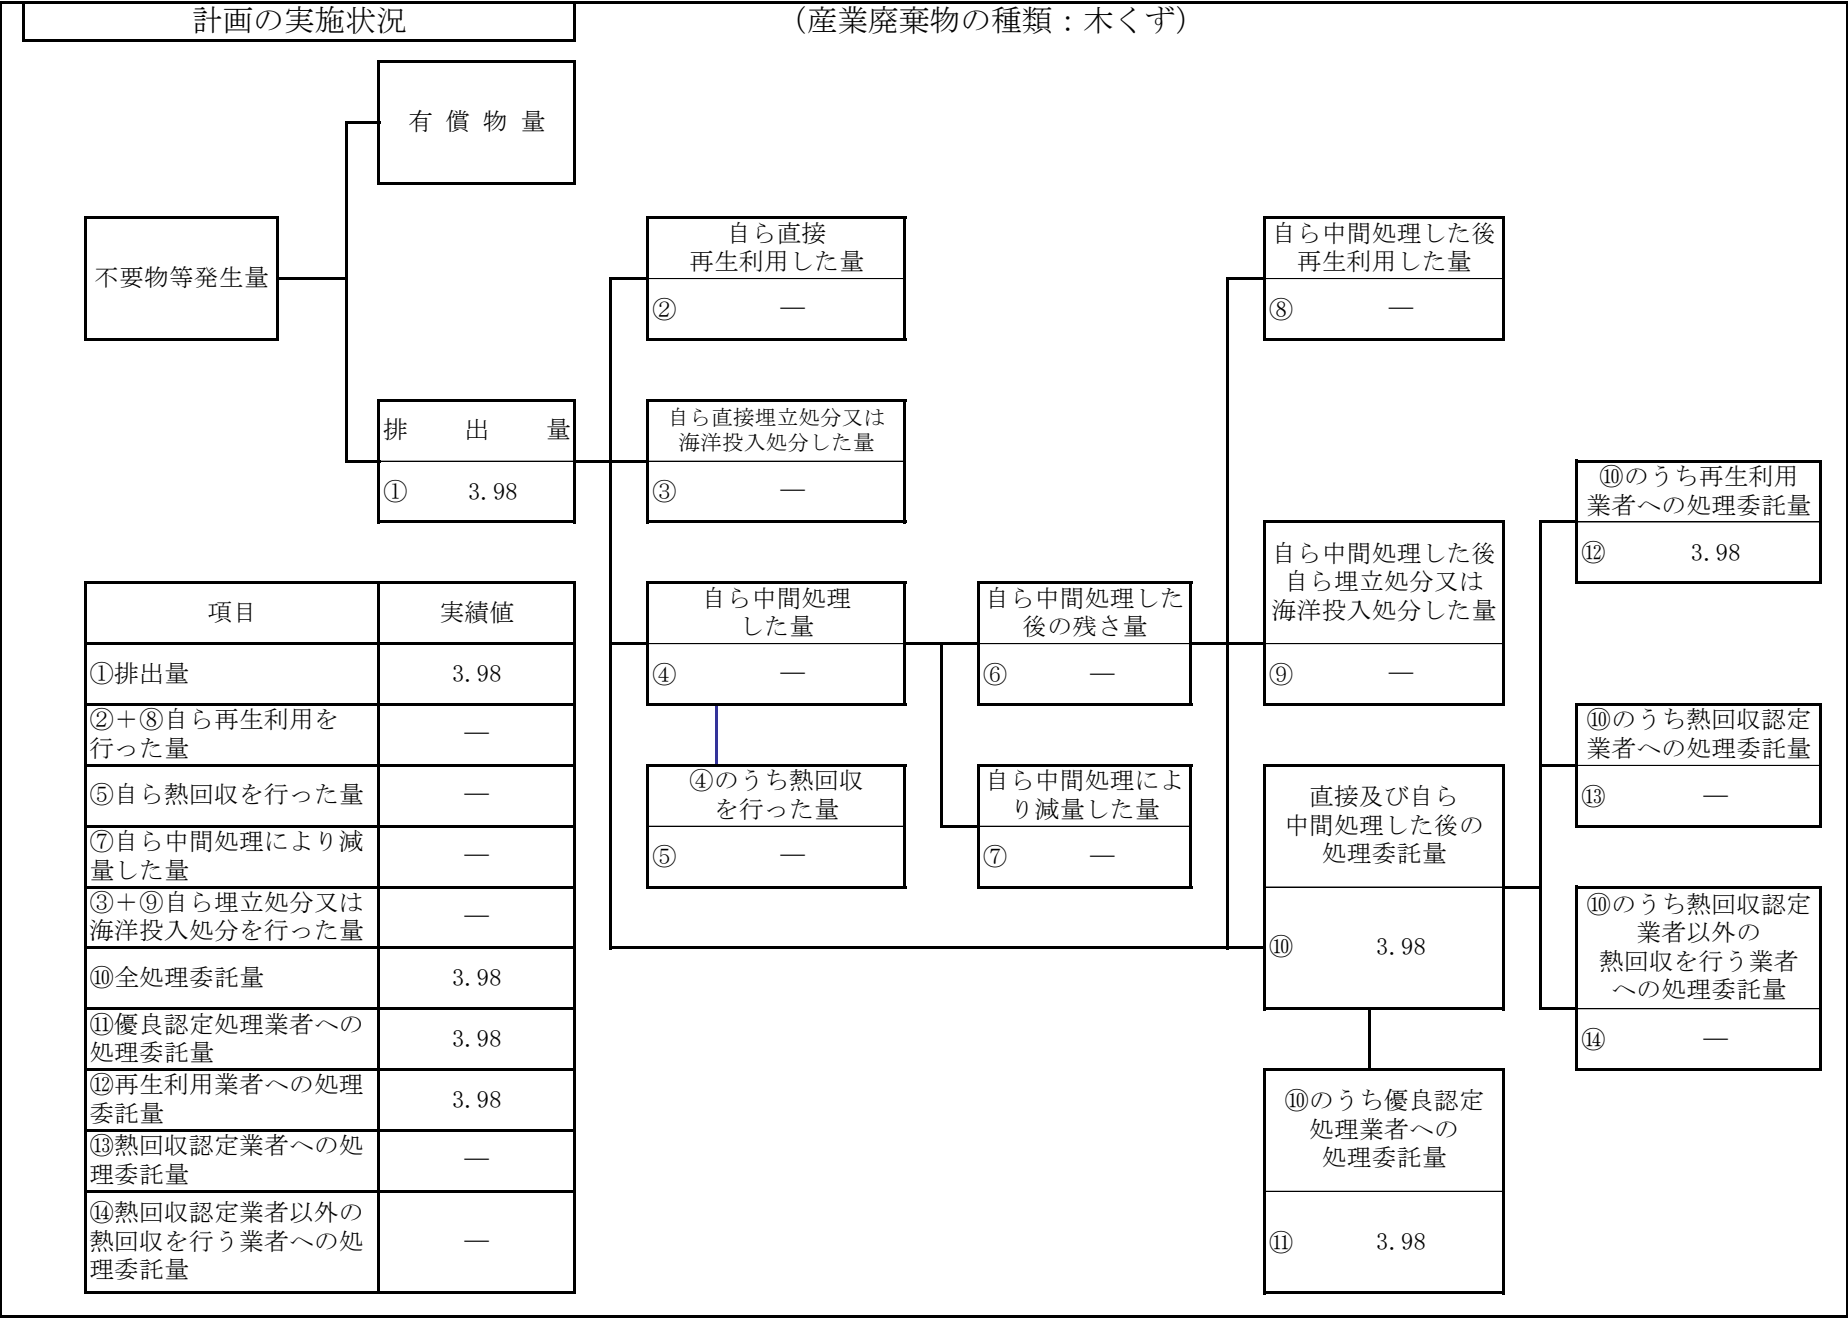 計画の実施状況
(産業廃棄物の種類：木くず)
有 償 物 量
不要物等発生量
自ら直接
再生利用した量
② ―
自ら中間処理した後
再生利用した量
⑧ ―
排 出 量
① 3.98
自ら直接埋立処分又は
海洋投入処分した量
③ ―
⑩のうち再生利用
業者への処理委託量
⑫ 3.98
自ら中間処理した後
自ら埋立処分又は
海洋投入処分した量
⑨ ―
自ら中間処理
した量
④ ―
自ら中間処理した
後の残さ量
⑥ ―
④のうち熱回収
を行った量
⑤ ―
自ら中間処理によ
り減量した量
⑦ ―
直接及び自ら
中間処理した後の
処理委託量
⑩ 3.98
⑩のうち熱回収認定
業者への処理委託量
⑬ ―
⑩のうち熱回収認定
業者以外の
熱回収を行う業者
への処理委託量
⑭ ―
⑩のうち優良認定
処理業者への
処理委託量
⑪ 3.98
項目 実績値
①排出量 3.98
②＋⑧自ら再生利用を
行った量 ―
⑤自ら熱回収を行った量 ―
⑦自ら中間処理により減
量した量 ―
③＋⑨自ら埋立処分又は
海洋投入処分を行った量 ―
⑩全処理委託量 3.98
⑪優良認定処理業者への
処理委託量 3.98
⑫再生利用業者への処理
委託量 3.98
⑬熱回収認定業者への処
理委託量 ―
⑭熱回収認定業者以外の
熱回収を行う業者への処
理委託量 ―